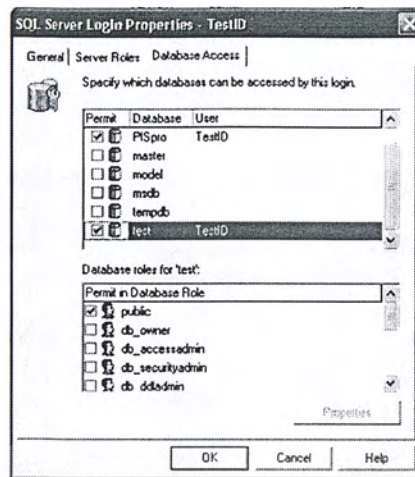 SQL Server Login Properties - TestID
General Server Roles Database Access
Specify which databases can be accessed by this login.
Permit Database User
PISpro TestID
master
model
msdb
tempdb
test TestID
Database roles for 'test':
Permit in Database Role
public
db_owner
db_accessadmin
db_securityadmin
db_ddladmin
Properties
OK Cancel Help